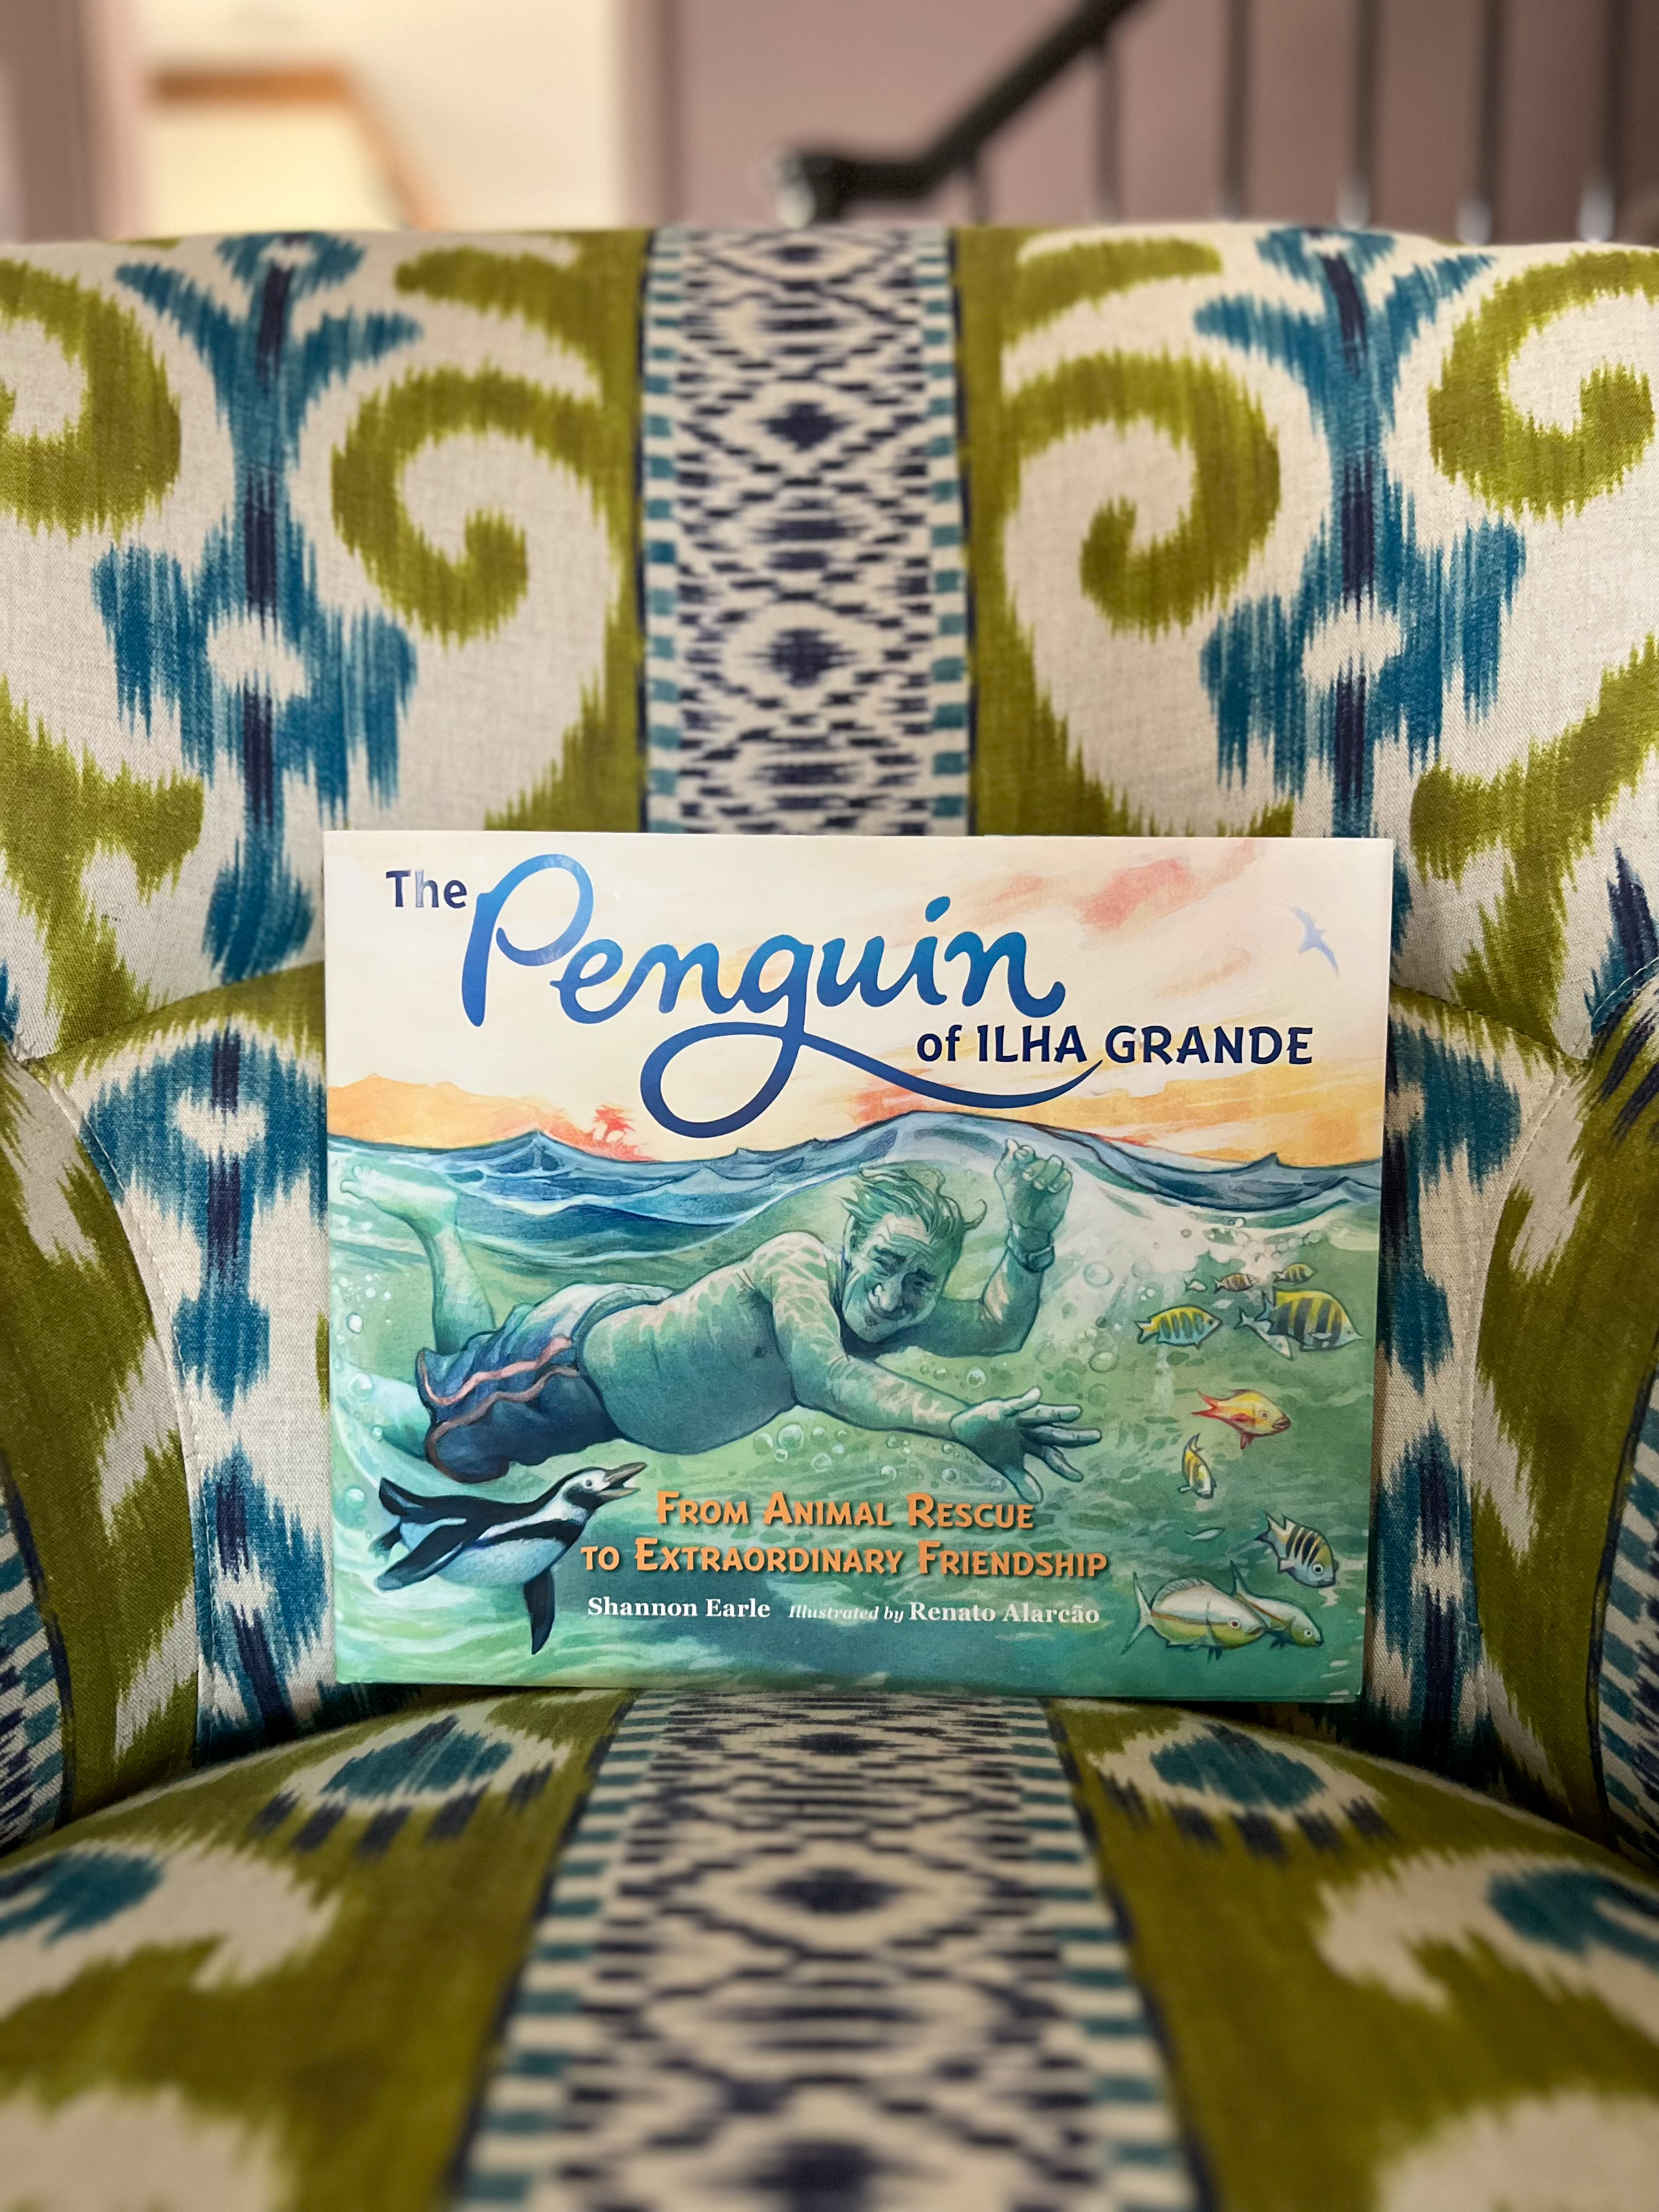 The Penguin
of ILHA GRANDE
From Animal Rescue
to Extraordinary Friendship
Shannon Earle Illustrated by Renato Alarcão